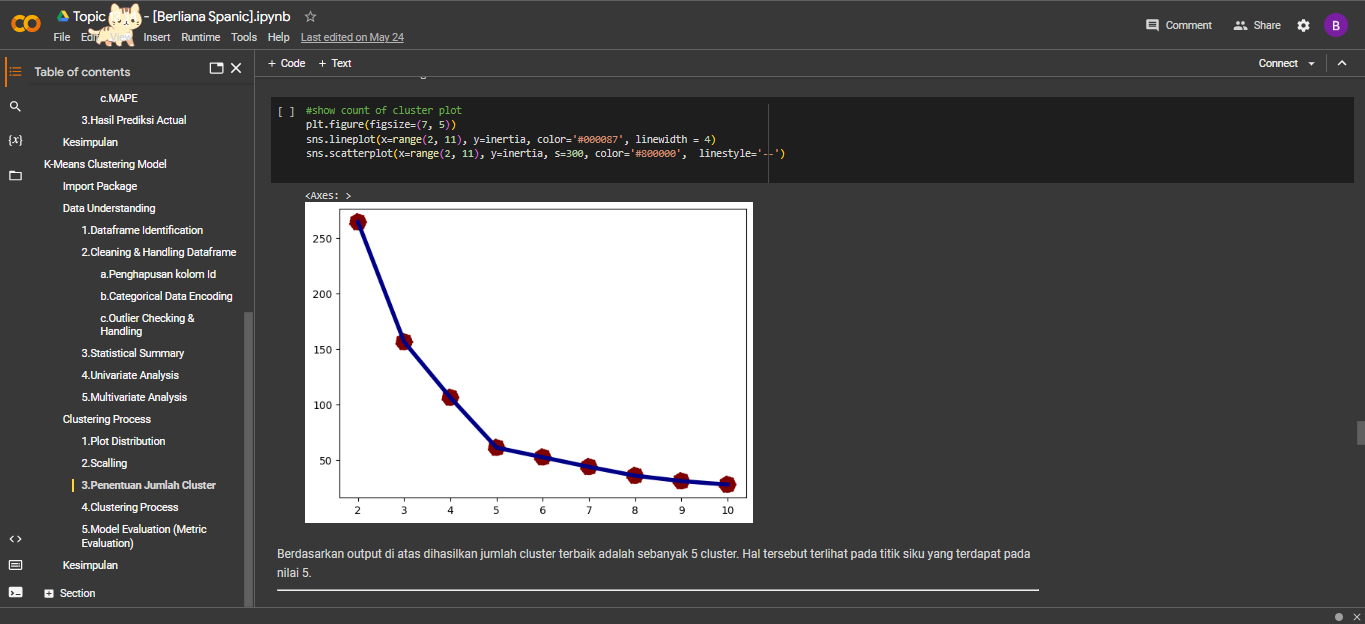 Topic - [Berliana Spanic].ipynb
File Insert Runtime Tools Help Last edited on May 24
Comment Share B
Table of contents
+ Code + Text
Connect
c.MAPE
3.Hasil Prediksi Actual
Kesimpulan
K-Means Clustering Model
Import Package
Data Understanding
1.Dataframe Identification
2.Cleaning & Handling Dataframe
a.Penghapusan kolom Id
b.Categorical Data Encoding
c.Outlier Checking &
Handling
3.Statistical Summary
4.Univariate Analysis
5.Multivariate Analysis
Clustering Process
1.Plot Distribution
2.Scalling
3.Penentuan Jumlah Cluster
4.Clustering Process
5.Model Evaluation (Metric
Evaluation)
Kesimpulan
Section
[ ] #show count of cluster plot
plt.figure(figsize=(7, 5))
sns.lineplot(x=range(2, 11), y=inertia, color='#000087', linewidth = 4)
sns.scatterplot(x=range(2, 11), y=inertia, s=300, color='#800000', linestyle='--')
<Axes: >
250
200
150
100
50
2 3 4 5 6 7 8 9 10
Berdasarkan output di atas dihasilkan jumlah cluster terbaik adalah sebanyak 5 cluster. Hal tersebut terlihat pada titik siku yang terdapat pada
nilai 5.